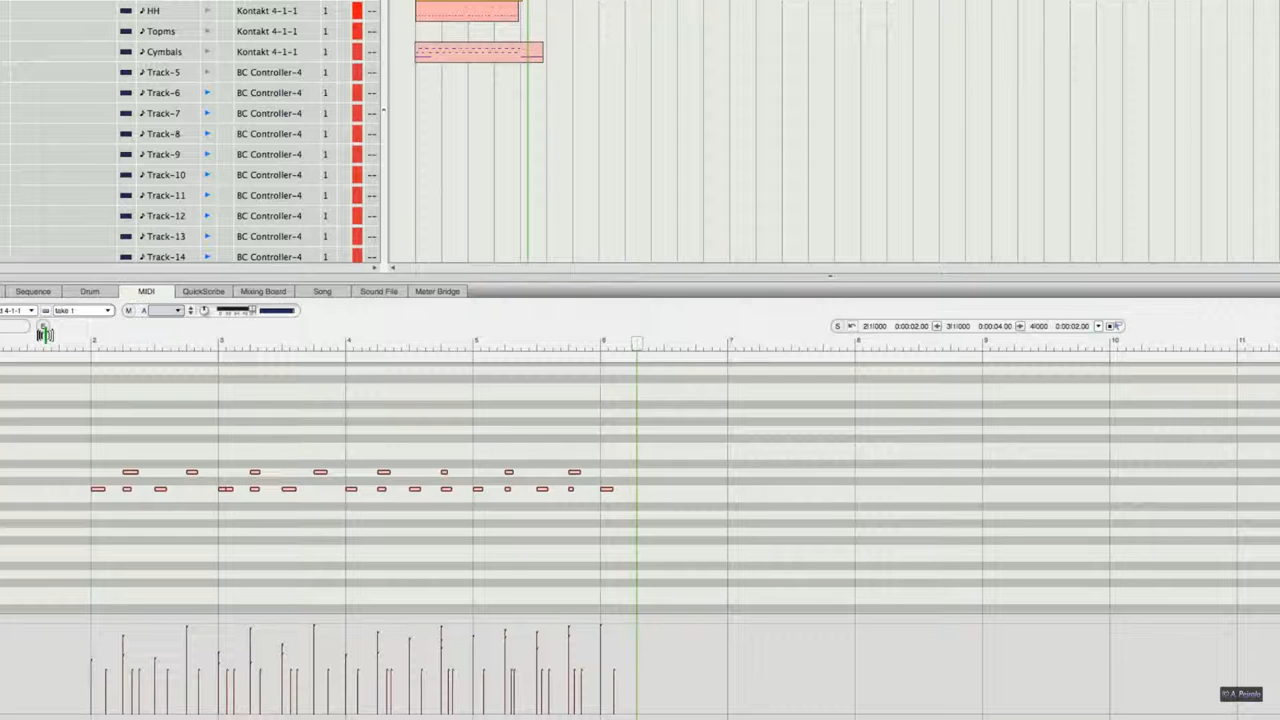 HH Kontakt 4-1-1 1
Topms Kontakt 4-1-1 1
Cymbals Kontakt 4-1-1 1
Track-5 BC Controller-4 1
Track-6 BC Controller-4 1
Track-7 BC Controller-4 1
Track-8 BC Controller-4 1
Track-9 BC Controller-4 1
Track-10 BC Controller-4 1
Track-11 BC Controller-4 1
Track-12 BC Controller-4 1
Track-13 BC Controller-4 1
Track-14 BC Controller-4 1
Sequence Drum MIDI QuickScribe Mixing Board Song Sound File Meter Bridge
4-1-1 take 1 M A
S 2|1|000 0:00:02.00 3|1|000 0:00:04.00 4|000 0:00:02.00
2 3 4 5 6 7 8 9 10 11
A. Pejrolo